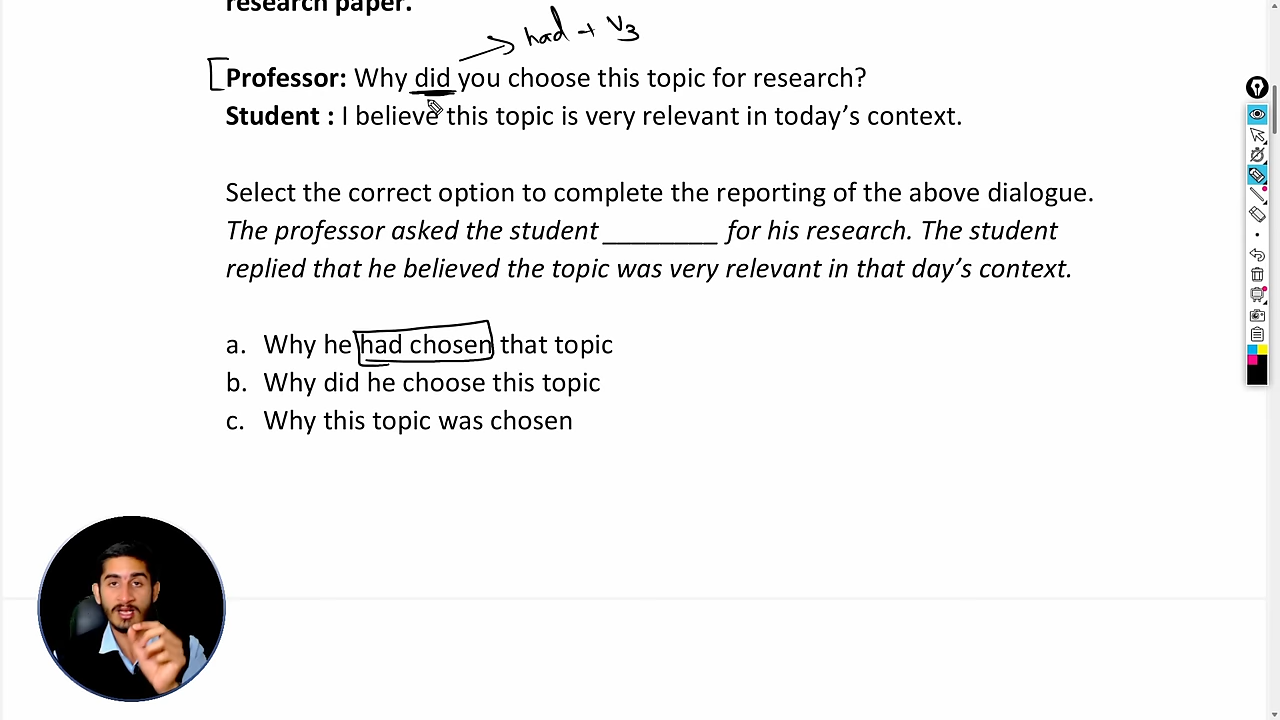 research paper.
had + V3
Professor: Why did you choose this topic for research?
Student : I believe this topic is very relevant in today’s context.
Select the correct option to complete the reporting of the above dialogue.
The professor asked the student ________ for his research. The student
replied that he believed the topic was very relevant in that day’s context.
a. Why he had chosen that topic
b. Why did he choose this topic
c. Why this topic was chosen